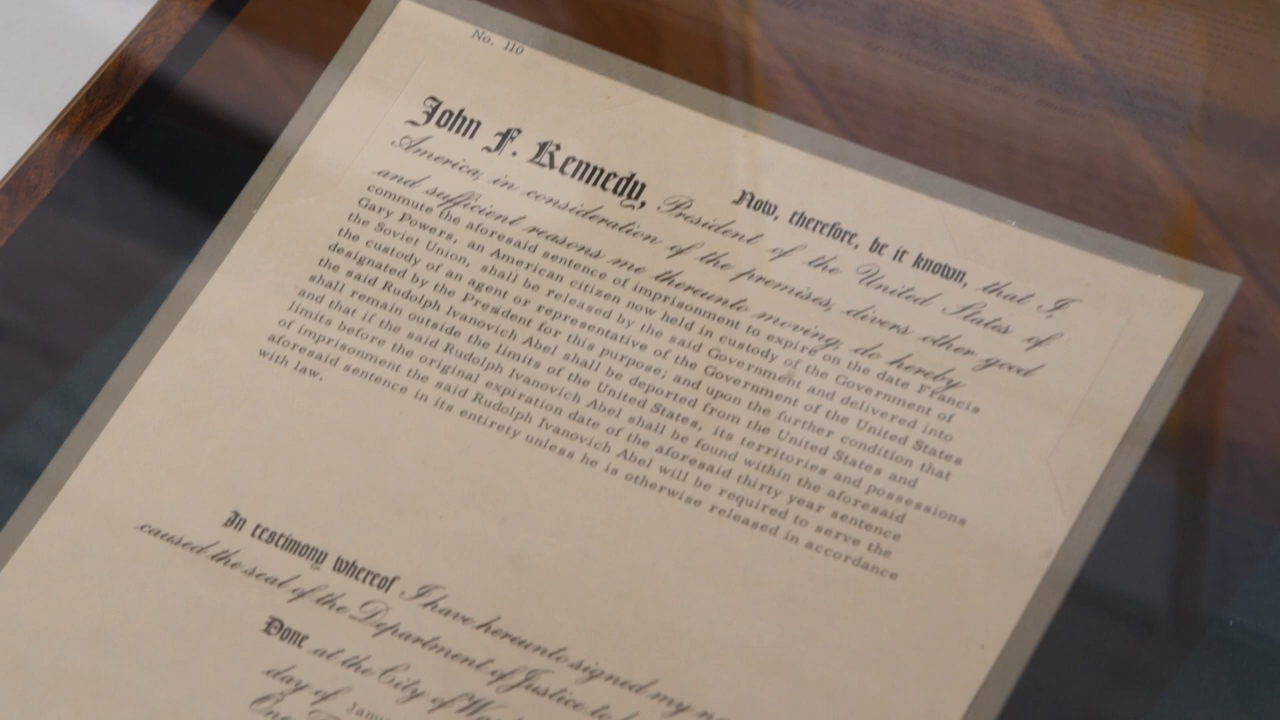 No. 110
Now, therefore, be it known, that I,
John F. Kennedy, President of the United States of
America, in consideration of the premises, divers other good
and sufficient reasons me thereunto moving, do hereby
commute the aforesaid sentence of imprisonment to expire on the date Francis
Gary Powers, an American citizen now held in custody of the Government of
the Soviet Union, shall be released by the said Government and delivered into
the custody of an agent or representative of the Government of the United States
designated by the President for this purpose; and upon the further condition that
the said Rudolph Ivanovich Abel shall be deported from the United States and
shall remain outside the limits of the United States, its territories and possessions
and that if the said Rudolph Ivanovich Abel shall be found within the aforesaid
limits before the original expiration date of the aforesaid thirty year sentence
of imprisonment the said Rudolph Ivanovich Abel will be required to serve the
aforesaid sentence in its entirety unless he is otherwise released in accordance
with law.
In testimony whereof I have hereunto signed my
caused the seal of the Department of Justice to
Done at the City of
day of
One